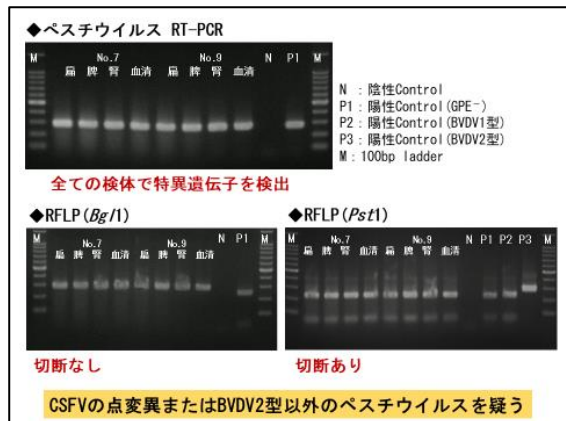 ◆ペスチウイルス RT-PCR
M No.7 No.9 N P1 M
扁 脾 腎 血清 扁 脾 腎 血清
N : 陰性Control
P1: 陽性Control(GPE⁻)
P2: 陽性Control(BVDV1型)
P3: 陽性Control(BVDV2型)
M : 100bp ladder
全ての検体で特異遺伝子を検出
◆RFLP(Bgl1)
M No.7 No.9 N P1 M
扁 脾 腎 血清 扁 脾 腎 血清
切断なし
◆RFLP(Pst1)
M No.7 No.9 N P1 P2 P3 M
扁 脾 腎 血清 扁 脾 腎 血清
切断あり
CSFVの点変異またはBVDV2型以外のペスチウイルスを疑う